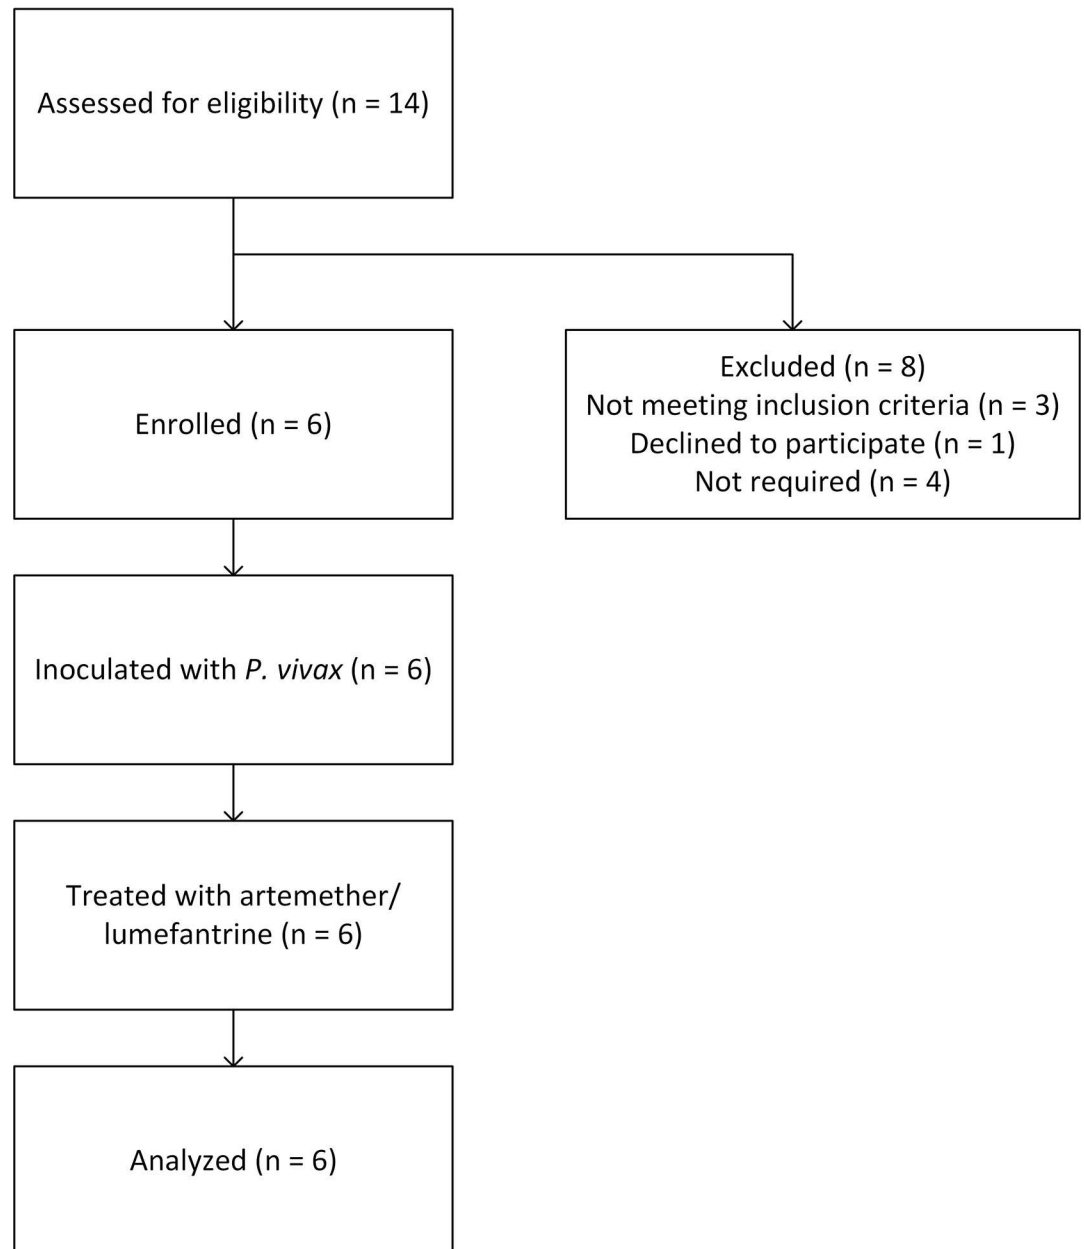 Assessed for eligibility (n = 14)
Enrolled (n = 6)
Excluded (n = 8)
Not meeting inclusion criteria (n = 3)
Declined to participate (n = 1)
Not required (n = 4)
Inoculated with P. vivax (n = 6)
Treated with artemether/
lumefantrine (n = 6)
Analyzed (n = 6)